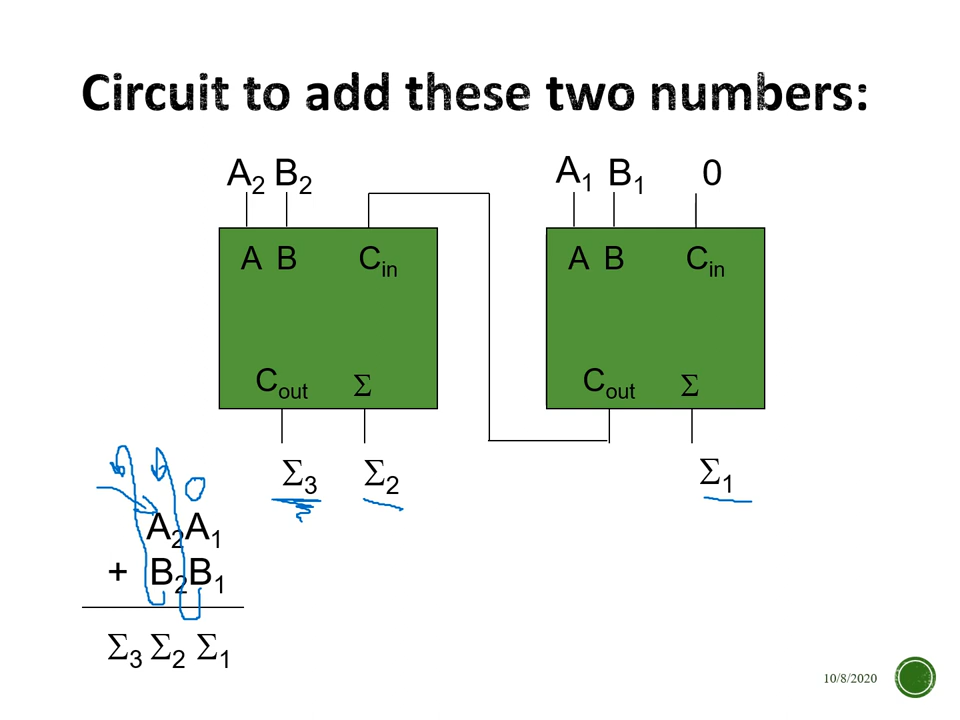 Circuit to add these two numbers:
A₂ B₂ A₁ B₁ 0
A B Cin A B Cin
Cout Σ Cout Σ
Σ₃ Σ₂ Σ₁
0
A₂A₁
+ B₂B₁
Σ₃ Σ₂ Σ₁
10/8/2020